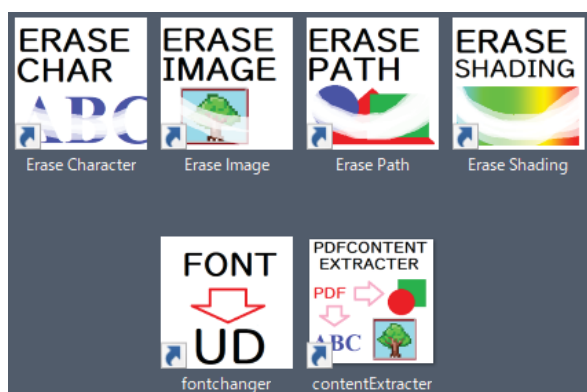 ERASE
CHAR
ABC
Erase Character
ERASE
IMAGE
Erase Image
ERASE
PATH
Erase Path
ERASE
SHADING
Erase Shading
FONT
UD
fontchanger
PDFCONTENT
EXTRACTER
PDF
ABC
contentExtracter